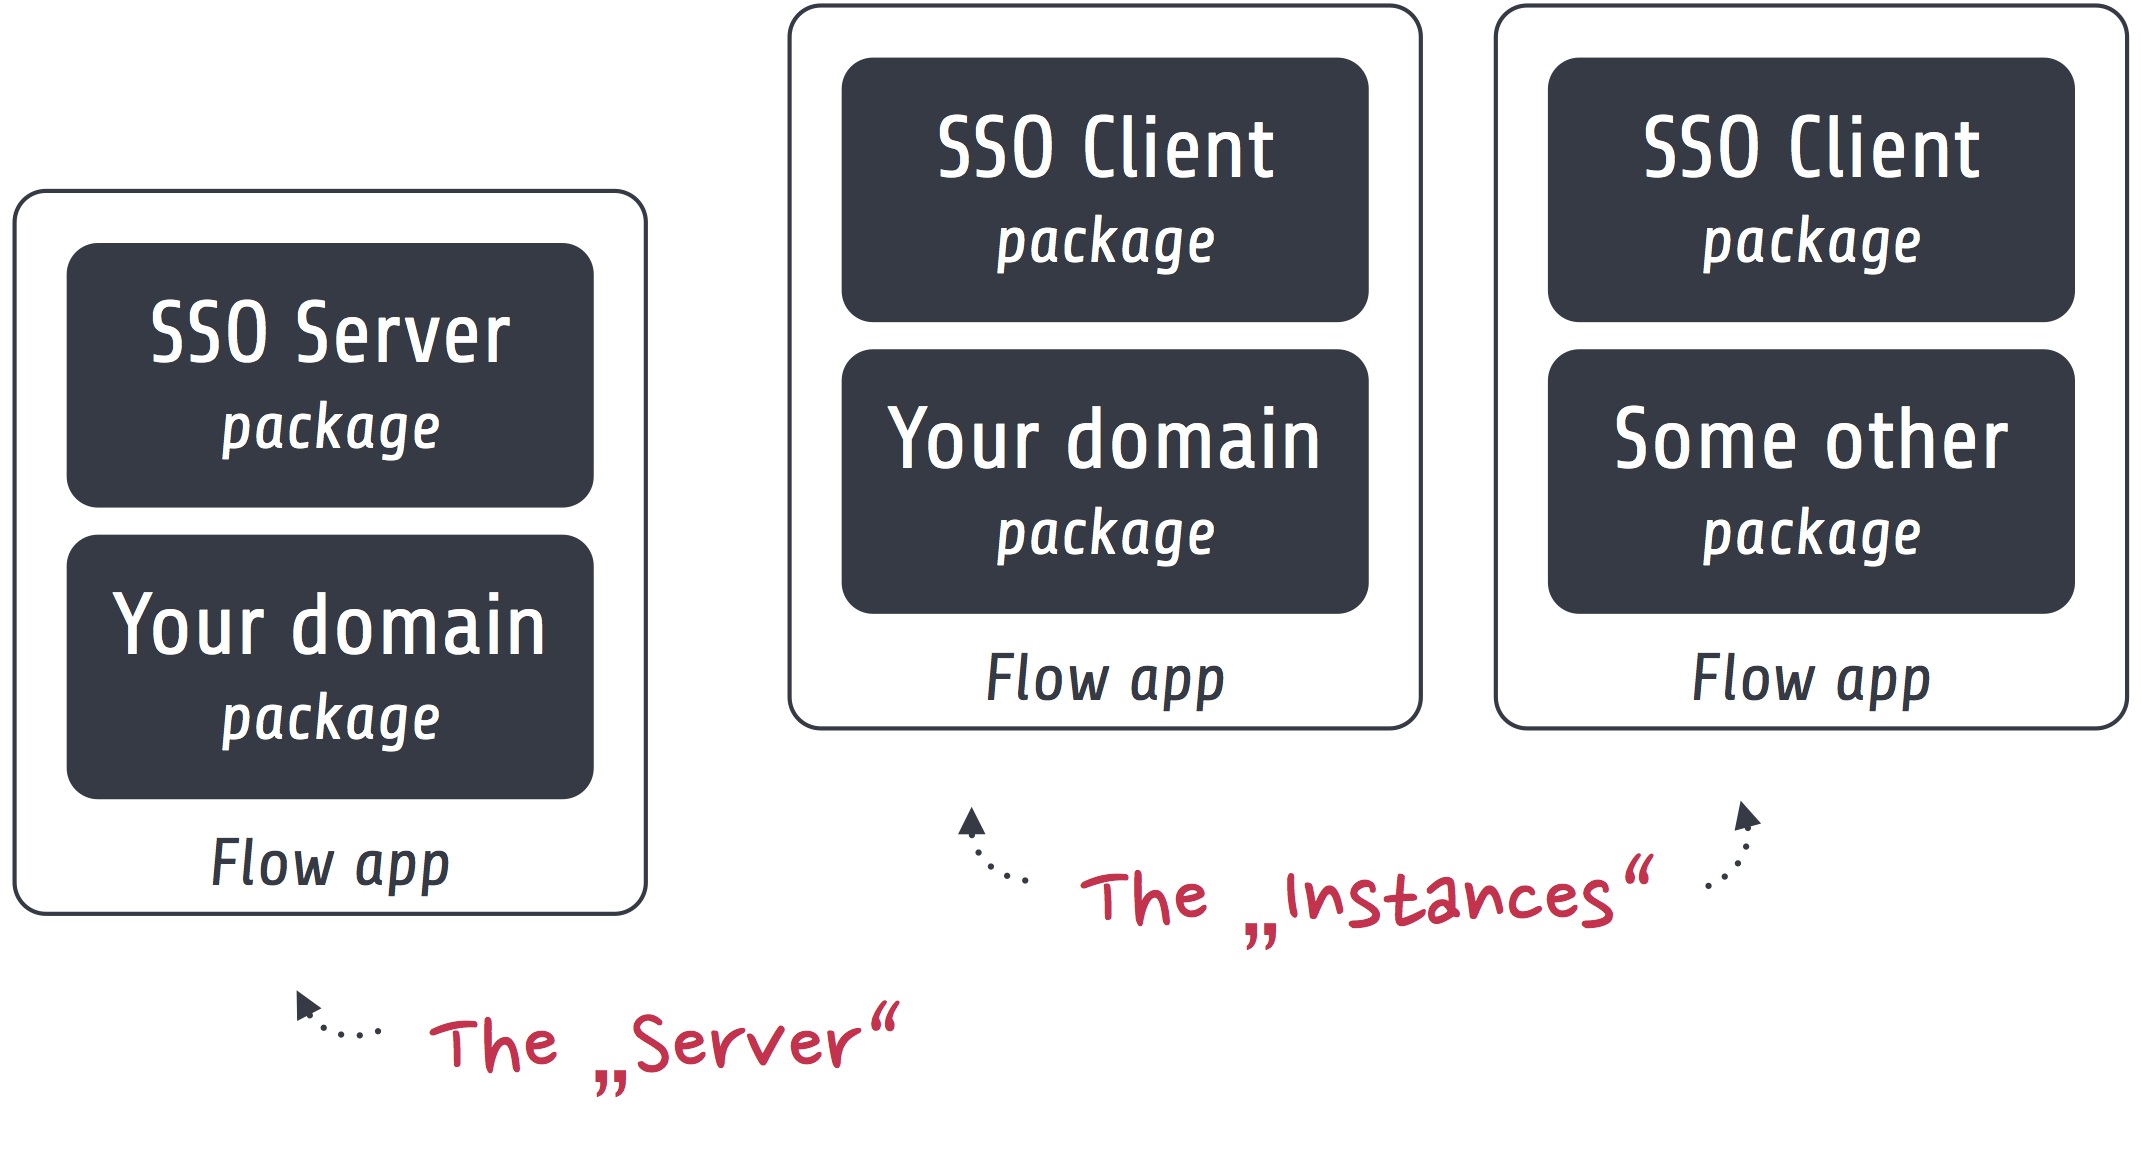 SSO Server
package
Your domain
package
Flow app
SSO Client
package
Your domain
package
Flow app
SSO Client
package
Some other
package
Flow app
The „Instances“
The „Server“